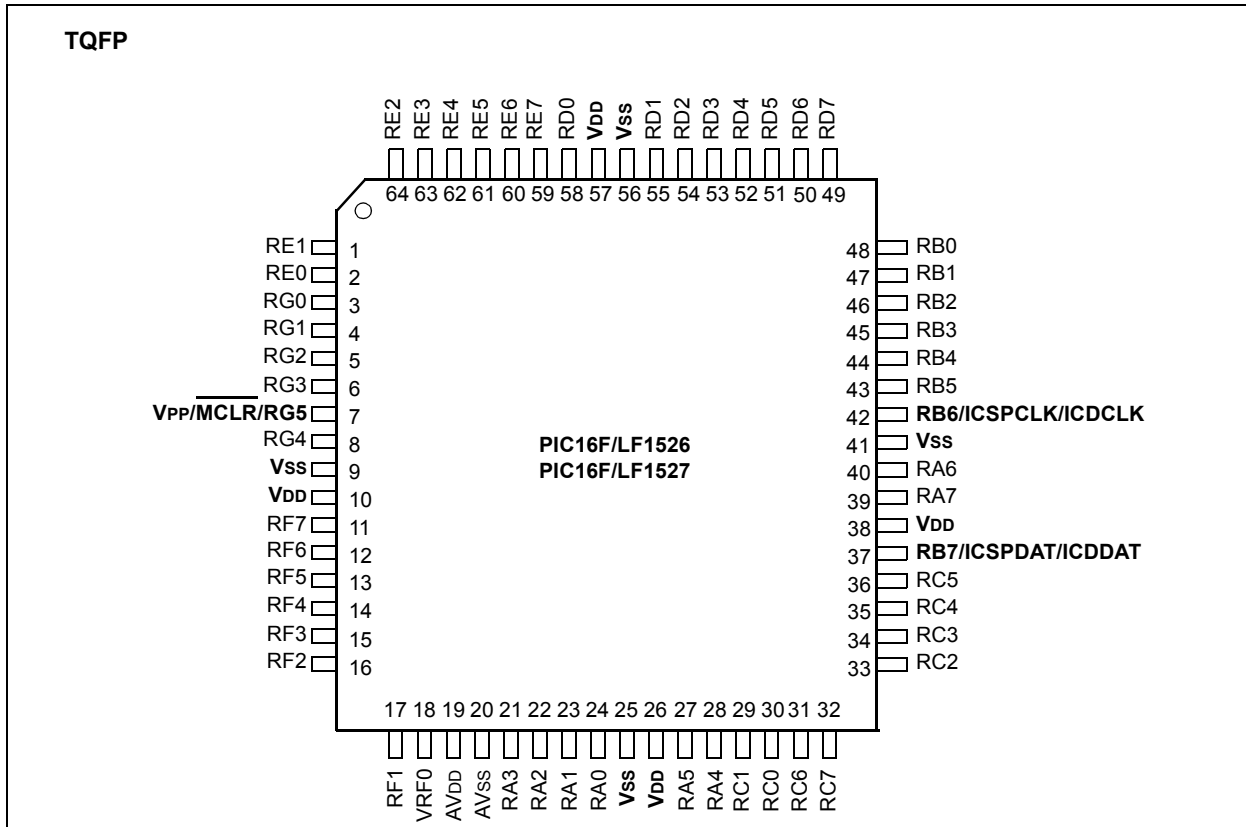 TQFP
RE2
RE3
RE4
RE5
RE6
RE7
RD0
VDD
VSS
RD1
RD2
RD3
RD4
RD5
RD6
RD7
64 63 62 61 60 59 58 57 56 55 54 53 52 51 50 49
RE1 1
RE0 2
RG0 3
RG1 4
RG2 5
RG3 6
VPP/MCLR/RG5 7
RG4 8
VSS 9
VDD 10
RF7 11
RF6 12
RF5 13
RF4 14
RF3 15
RF2 16
PIC16F/LF1526
PIC16F/LF1527
48 RB0
47 RB1
46 RB2
45 RB3
44 RB4
43 RB5
42 RB6/ICSPCLK/ICDCLK
41 VSS
40 RA6
39 RA7
38 VDD
37 RB7/ICSPDAT/ICDDAT
36 RC5
35 RC4
34 RC3
33 RC2
17 18 19 20 21 22 23 24 25 26 27 28 29 30 31 32
RF1
VRF0
AVDD
AVSS
RA3
RA2
RA1
RA0
VSS
VDD
RA5
RA4
RC1
RC0
RC6
RC7